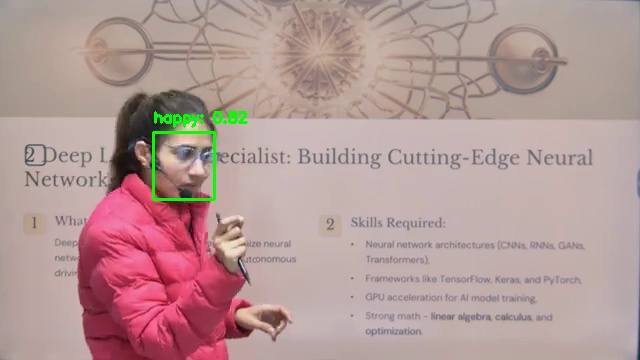 happy: 0.82
2 Deep L ecialist: Building Cutting-Edge Neural
Network
1 What
Deep ize neural
netw utonomous
drivi
2 Skills Required:
• Neural network architectures (CNNs, RNNs, GANs,
Transformers),
• Frameworks like TensorFlow, Keras, and PyTorch,
• GPU acceleration for AI model training,
• Strong math – linear algebra, calculus, and
optimization.